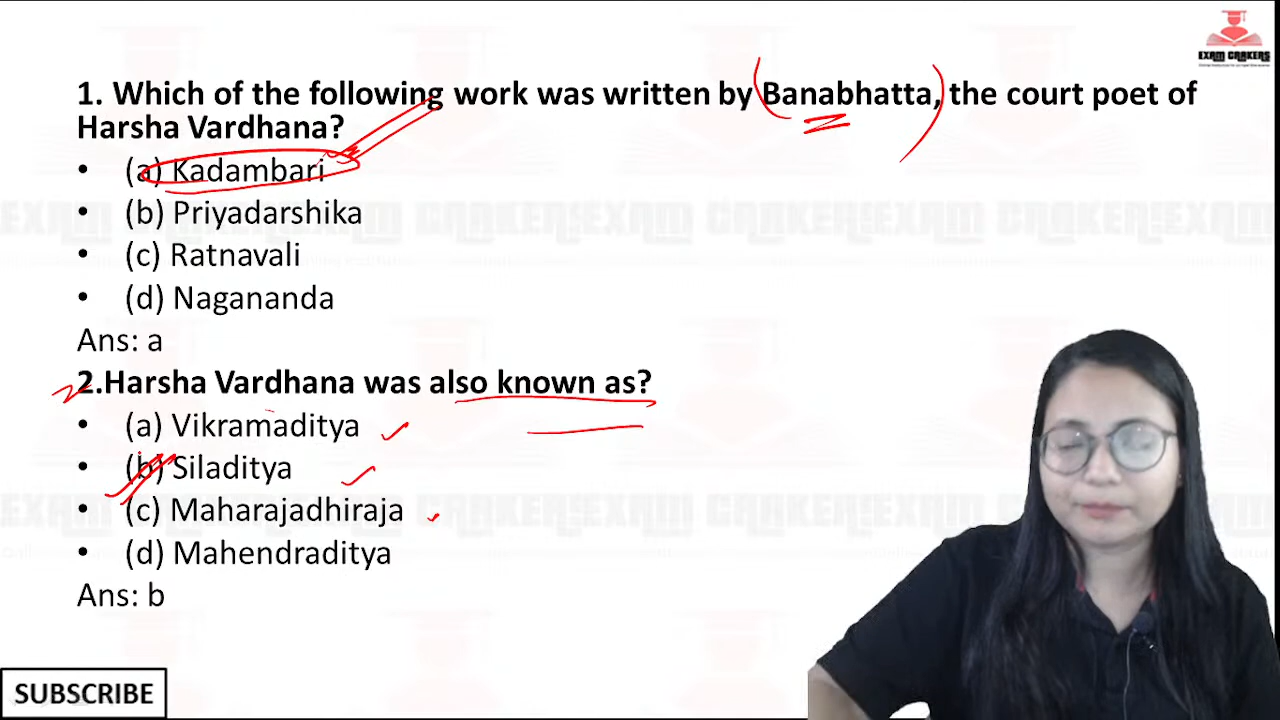 EXAM CRAKERS
1. Which of the following work was written by Banabhatta, the court poet of
Harsha Vardhana?
• (a) Kadambari
• (b) Priyadarshika
• (c) Ratnavali
• (d) Nagananda
Ans: a
2.Harsha Vardhana was also known as?
• (a) Vikramaditya
• (b) Siladitya
• (c) Maharajadhiraja
• (d) Mahendraditya
Ans: b
SUBSCRIBE